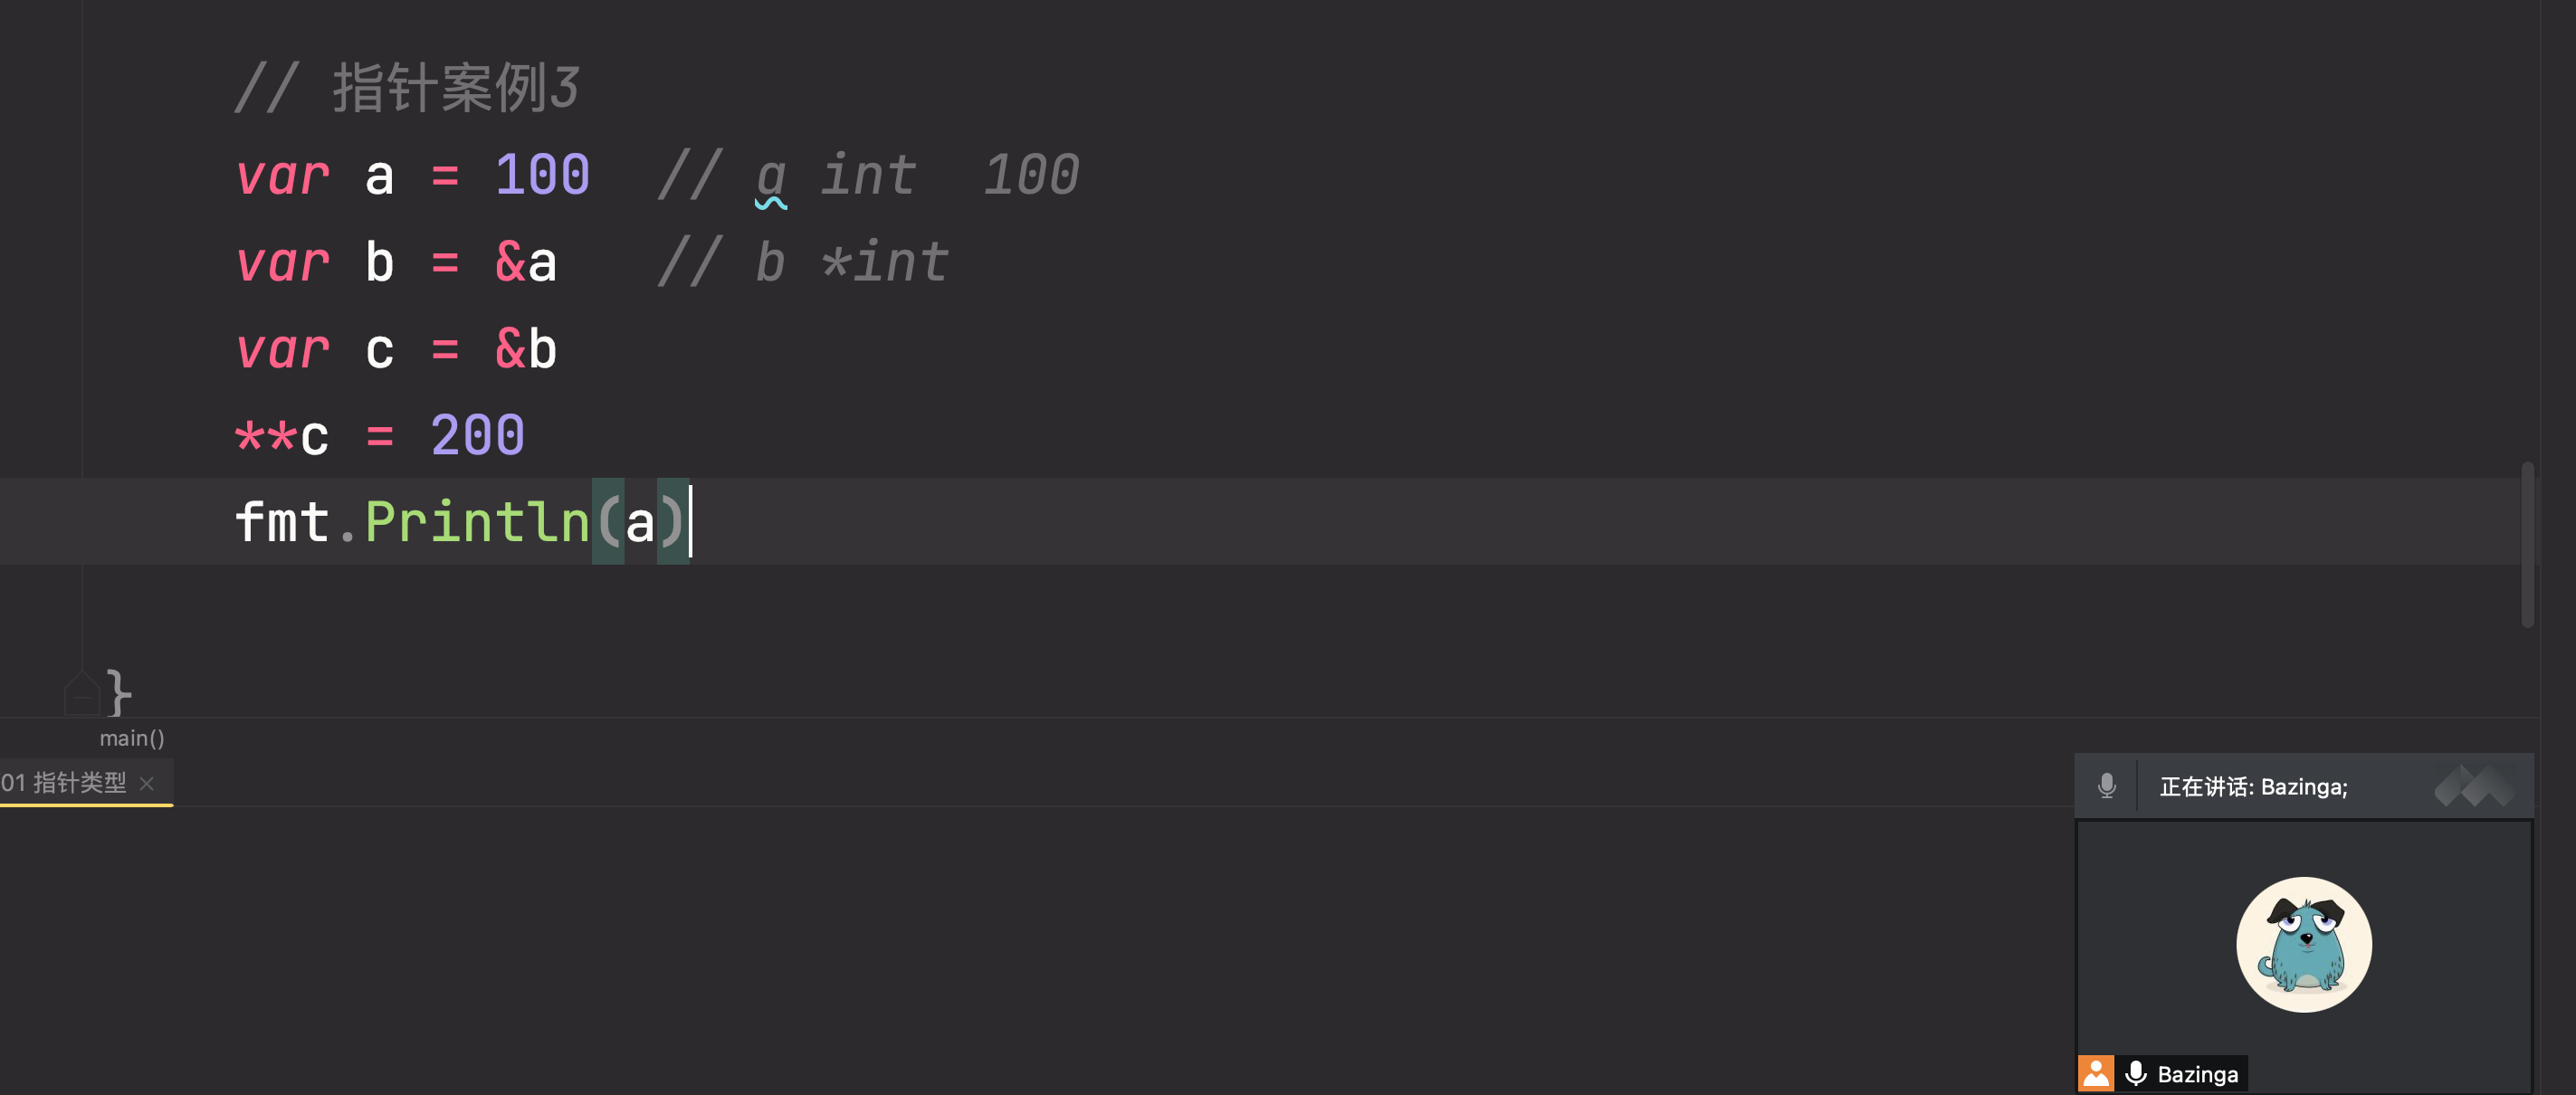 // 指针案例3
var a = 100  // a int  100
var b = &a   // b *int
var c = &b
**c = 200
fmt.Println(a)
}
main()
01 指针类型 ×
正在讲话: Bazinga;
Bazinga